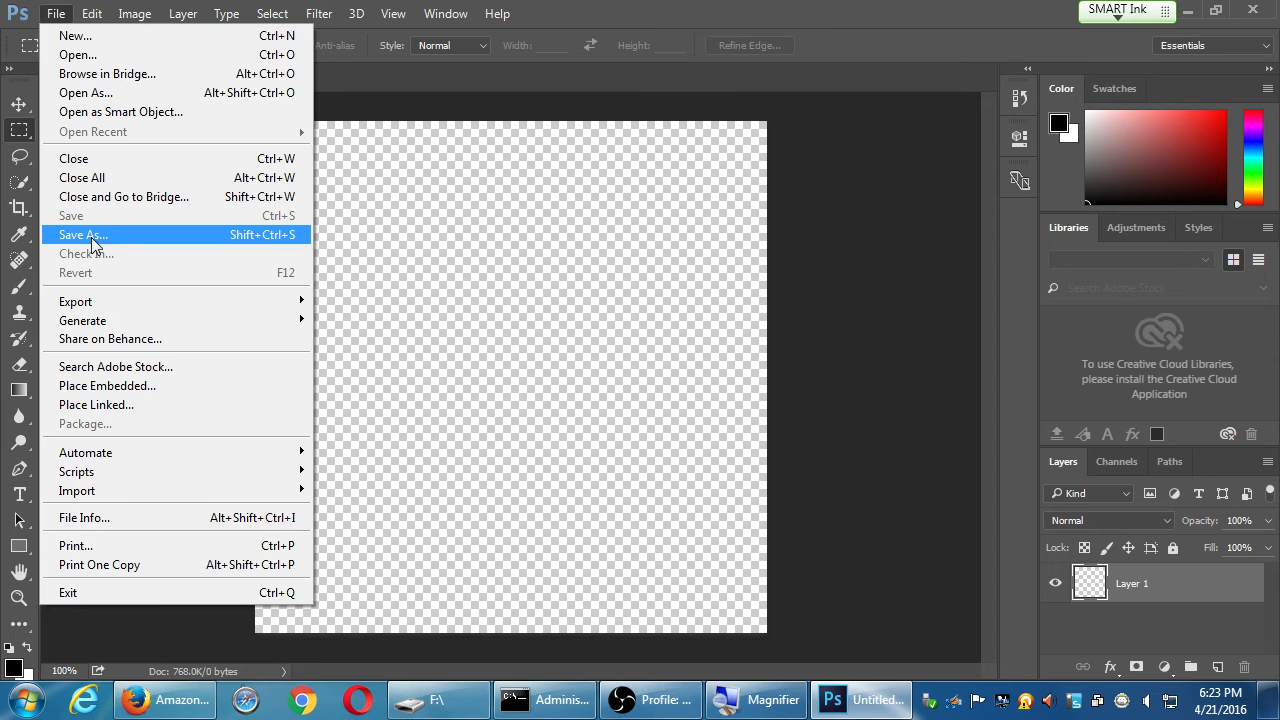 Ps File Edit Image Layer Type Select Filter 3D View Window Help
SMART Ink
Anti-alias Style: Normal Width: Height: Refine Edge... Essentials
New... Ctrl+N
Open... Ctrl+O
Browse in Bridge... Alt+Ctrl+O
Open As... Alt+Shift+Ctrl+O
Open as Smart Object...
Open Recent
Close Ctrl+W
Close All Alt+Ctrl+W
Close and Go to Bridge... Shift+Ctrl+W
Save Ctrl+S
Save As... Shift+Ctrl+S
Check In...
Revert F12
Export
Generate
Share on Behance...
Search Adobe Stock...
Place Embedded...
Place Linked...
Package...
Automate
Scripts
Import
File Info... Alt+Shift+Ctrl+I
Print... Ctrl+P
Print One Copy Alt+Shift+Ctrl+P
Exit Ctrl+Q
Color Swatches
Libraries Adjustments Styles
Search Adobe Stock
To use Creative Cloud Libraries,
please install the Creative Cloud
Application
Layers Channels Paths
Kind
Normal Opacity: 100%
Lock: Fill: 100%
Layer 1
100% Doc: 768.0K/0 bytes
Amazon... F:\ Adminis... Profile: ... Magnifier Ps Untitled...
6:23 PM
4/21/2016